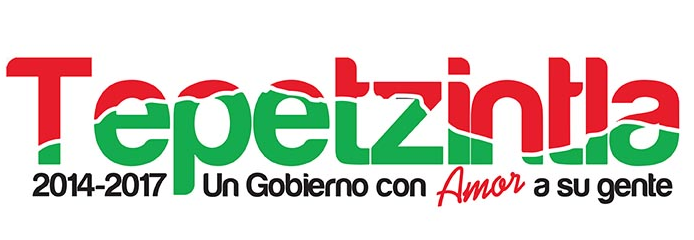 Tepetzintla
2014-2017 Un Gobierno con Amor a su gente